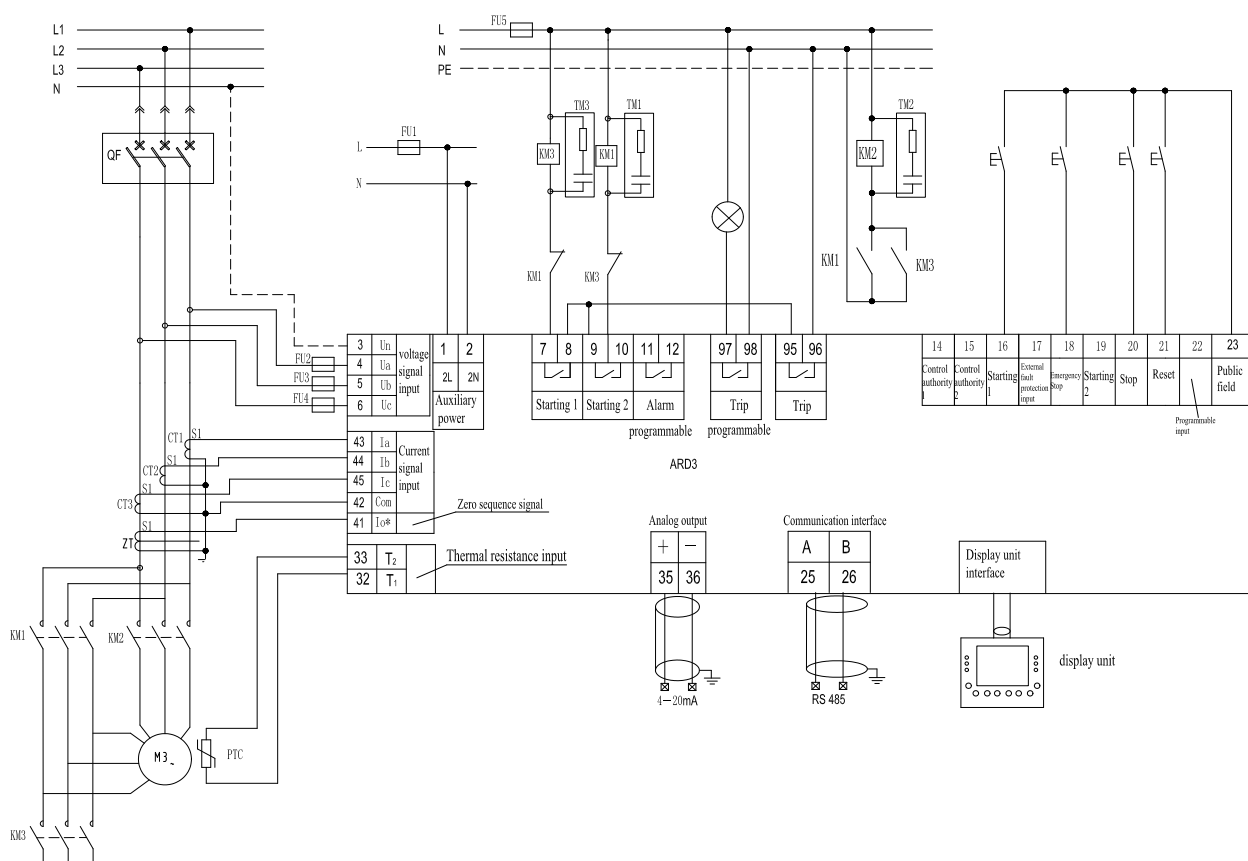 L1
L2
L3
N
QF
L
FU5
N
PE
FU1
L
N
TM3
KM3
TM1
KM1
TM2
KM2
KM1
KM3
KM1
KM3
3 Un
4 Ua
5 Ub
6 Uc
voltage
signal
input
FU2
FU3
FU4
1 2
2L 2N
Auxiliary
power
7 8 9 10 11 12
Starting 1 Starting 2 Alarm
programmable
97 98
Trip
programmable
95 96
Trip
14 15 16 17 18 19 20 21 22 23
Control
authority
1
Control
authority
2
Starting
1
External
fault
protection
input
Emergency
Stop
Starting
2
Stop
Reset
Programmable
input
Public
field
ARD3
CT1 S1
CT2 S1
CT3 S1
ZT S1
43 Ia
44 Ib
45 Ic
42 Com
41 Io*
Current
signal
input
Zero sequence signal
33 T2
32 T1
Thermal resistance input
Analog output
+ −
35 36
4—20mA
Communication interface
A B
25 26
RS 485
Display unit
interface
display unit
KM1
KM2
M3~
PTC
KM3